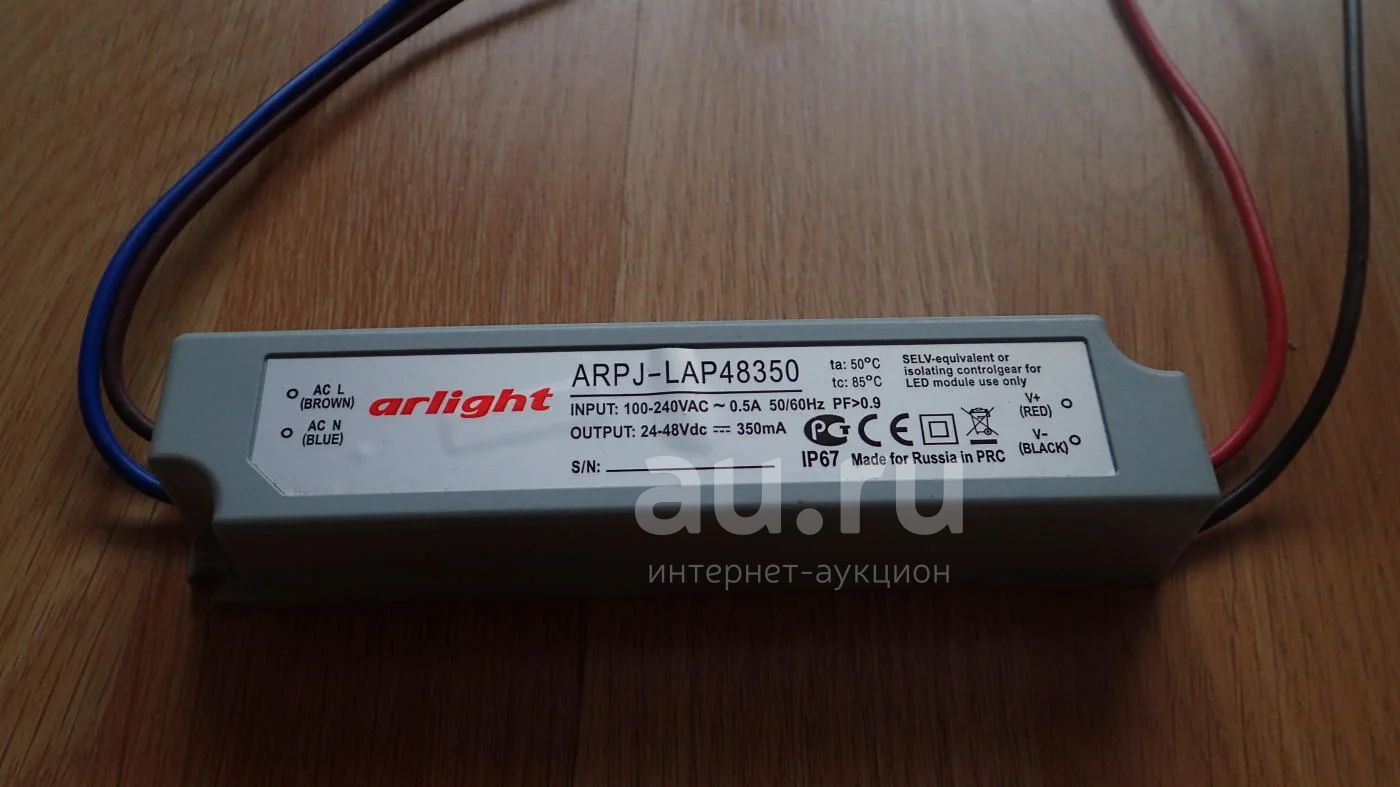 AC L
(BROWN)
AC N
(BLUE)
arlight
ARPJ-LAP48350
INPUT: 100-240VAC ~ 0.5A 50/60Hz PF>0.9
OUTPUT: 24-48Vdc ⎓ 350mA
S/N:
ta: 50°C
tc: 85°C
SELV-equivalent or
isolating controlgear for
LED module use only
РСТ CE
IP67 Made for Russia in PRC
V+
(RED)
V-
(BLACK)
au.ru
интернет-аукцион